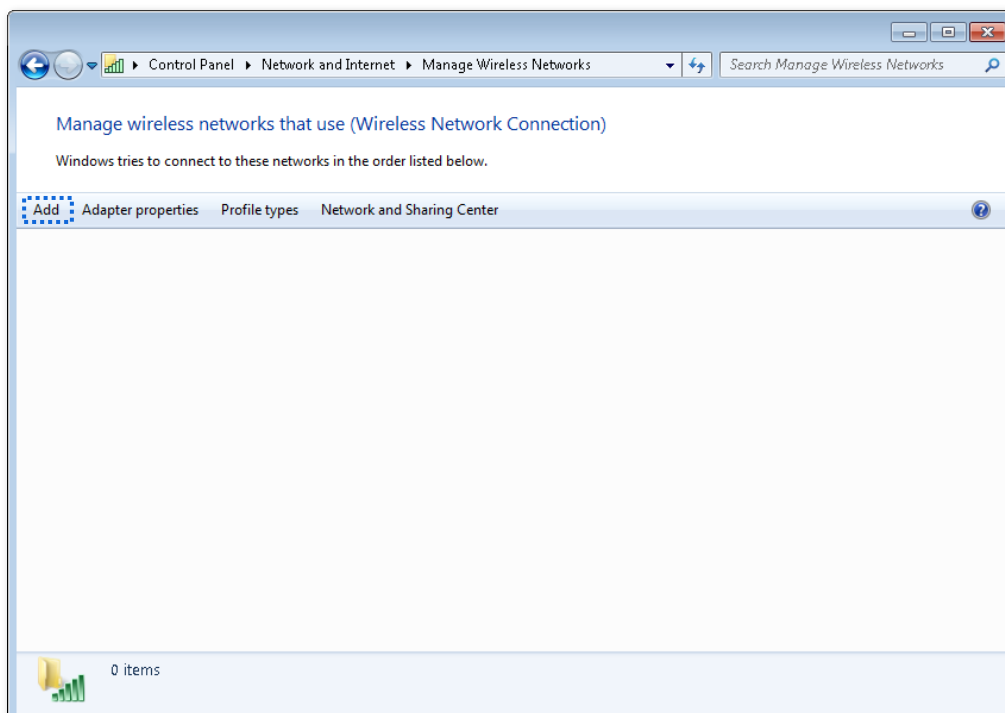 Control Panel Network and Internet Manage Wireless Networks Search Manage Wireless Networks
Manage wireless networks that use (Wireless Network Connection)
Windows tries to connect to these networks in the order listed below.
Add Adapter properties Profile types Network and Sharing Center
0 items